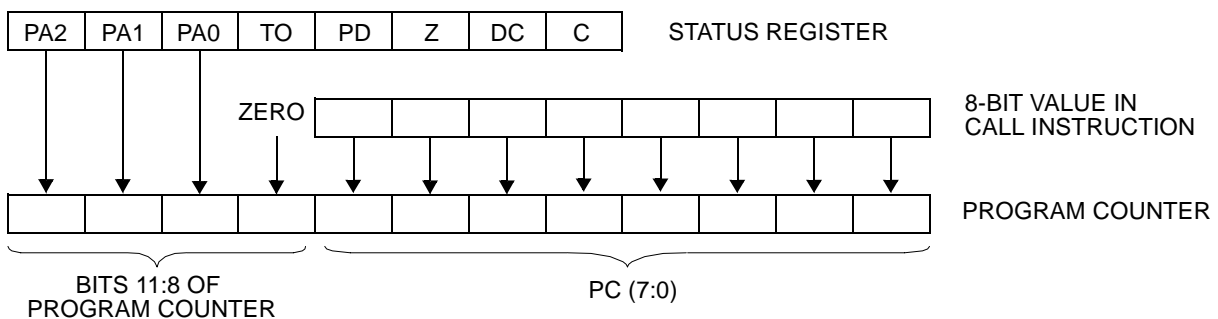 PA2 PA1 PA0 TO PD Z DC C STATUS REGISTER
ZERO
8-BIT VALUE IN
CALL INSTRUCTION
PROGRAM COUNTER
BITS 11:8 OF
PROGRAM COUNTER
PC (7:0)